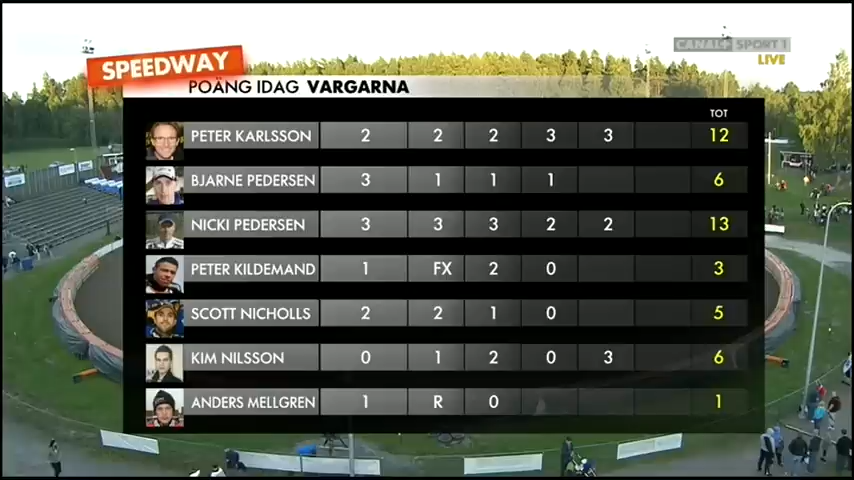 CANAL+ SPORT 1
LIVE
SPEEDWAY
POÄNG IDAG VARGARNA
TOT
PETER KARLSSON 2 2 2 3 3 12
BJARNE PEDERSEN 3 1 1 1 6
NICKI PEDERSEN 3 3 3 2 2 13
PETER KILDEMAND 1 FX 2 0 3
SCOTT NICHOLLS 2 2 1 0 5
KIM NILSSON 0 1 2 0 3 6
ANDERS MELLGREN 1 R 0 1